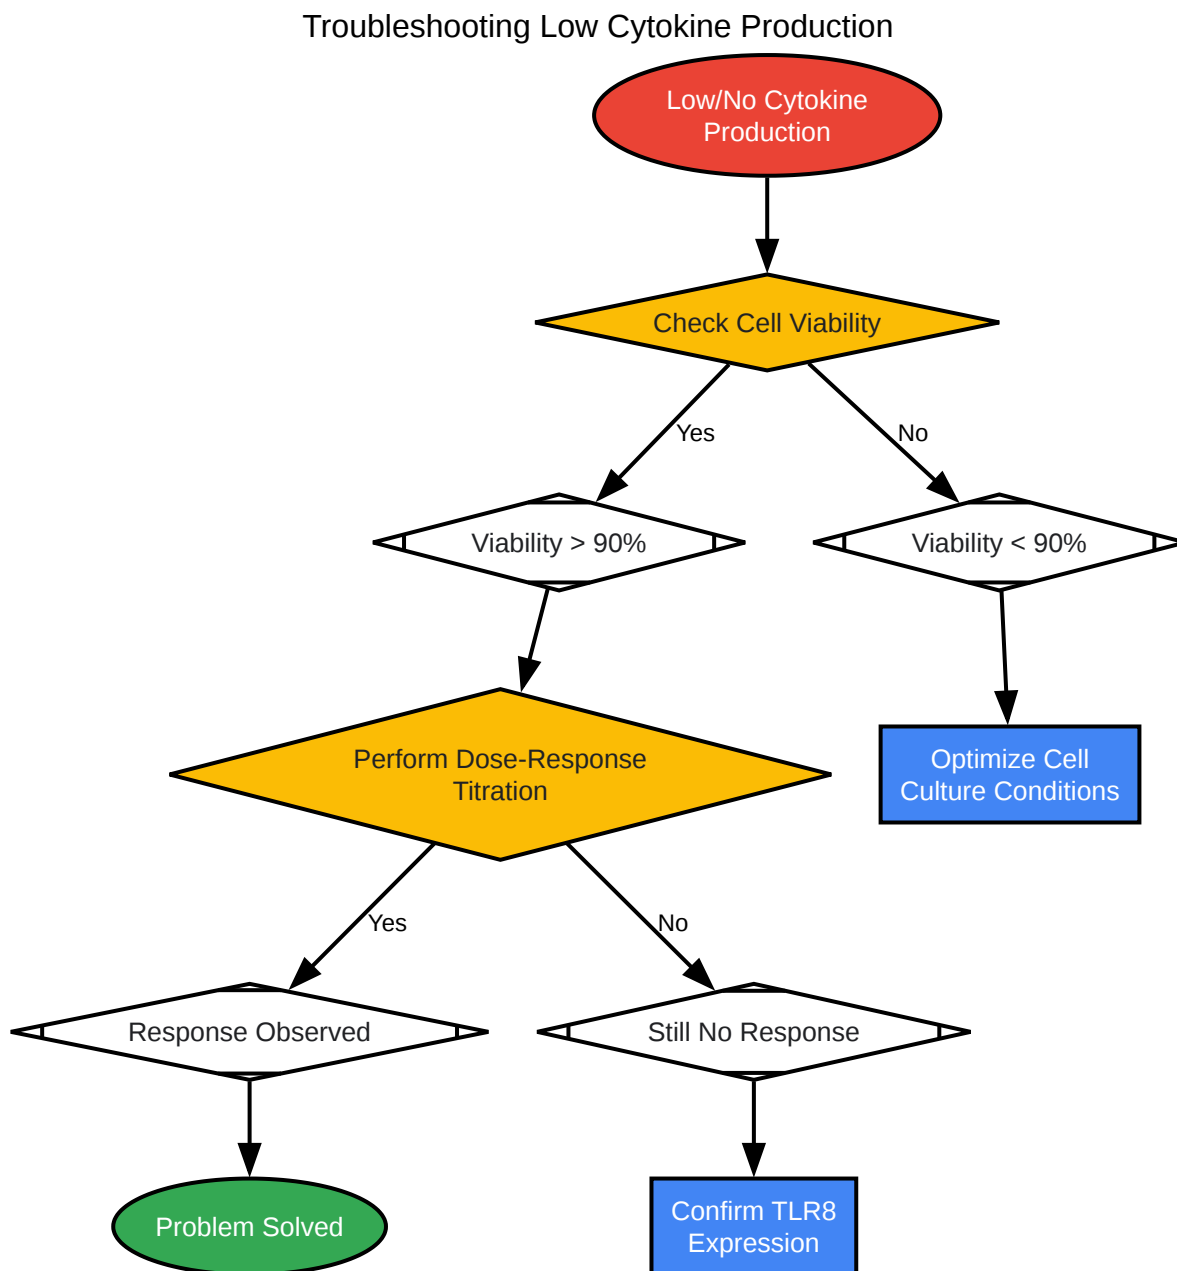 Troubleshooting Low Cytokine Production
Low/No Cytokine
Production
Check Cell Viability
Yes
No
Viability > 90%
Viability < 90%
Perform Dose-Response
Titration
Optimize Cell
Culture Conditions
Yes
No
Response Observed
Still No Response
Problem Solved
Confirm TLR8
Expression